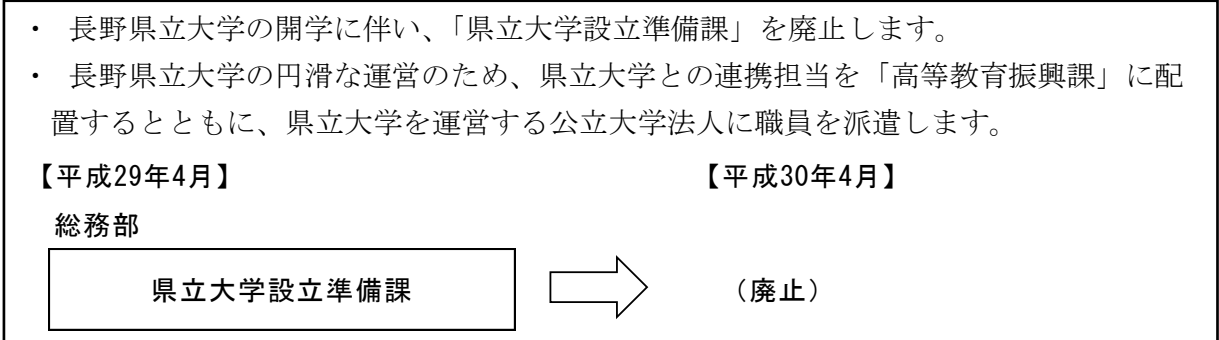 ・ 長野県立大学の開学に伴い、「県立大学設立準備課」を廃止します。
・ 長野県立大学の円滑な運営のため、県立大学との連携担当を「高等教育振興課」に配
置するとともに、県立大学を運営する公立大学法人に職員を派遣します。
【平成29年4月】 【平成30年4月】
総務部
県立大学設立準備課 （廃止）